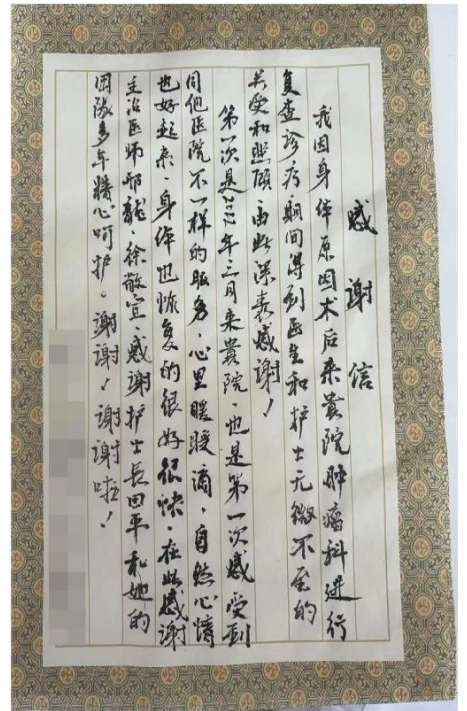 感谢信
我因身体原因术后来贵院肿瘤科进行
复查诊疗期间得到医生和护士无微不至的
关爱和照顾，由此深表感谢！
第一次是2022年三月来贵院，也是第一次感受到
同他医院不一样的服务，心里暖暖滴，自然心情
也好起来，身体也恢复的很好很快，在此感谢
主治医师邢龙、徐敬宣，感谢护士长田平和她的
团队多年精心呵护。谢谢！谢谢啦！